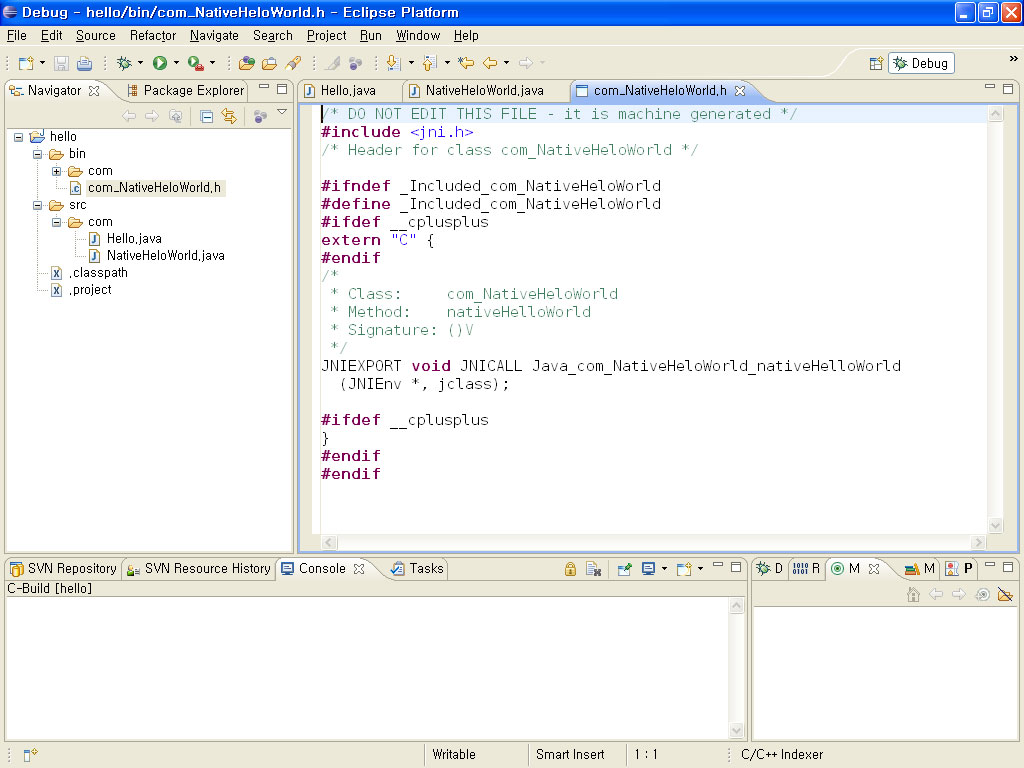 Debug - hello/bin/com_NativeHeloWorld.h - Eclipse Platform
File Edit Source Refactor Navigate Search Project Run Window Help
» Debug
Navigator Package Explorer
hello
bin
com
com_NativeHeloWorld.h
src
com
Hello.java
NativeHeloWorld.java
.classpath
.project
Hello.java NativeHeloWorld.java com_NativeHeloWorld.h
/* DO NOT EDIT THIS FILE - it is machine generated */
#include <jni.h>
/* Header for class com_NativeHeloWorld */
#ifndef _Included_com_NativeHeloWorld
#define _Included_com_NativeHeloWorld
#ifdef __cplusplus
extern "C" {
#endif
/*
 * Class:     com_NativeHeloWorld
 * Method:    nativeHelloWorld
 * Signature: ()V
 */
JNIEXPORT void JNICALL Java_com_NativeHeloWorld_nativeHelloWorld
  (JNIEnv *, jclass);
#ifdef __cplusplus
}
#endif
#endif
SVN Repository SVN Resource History Console Tasks
C-Build [hello]
D 1010 0101 R M M P
Writable Smart Insert 1 : 1 C/C++ Indexer